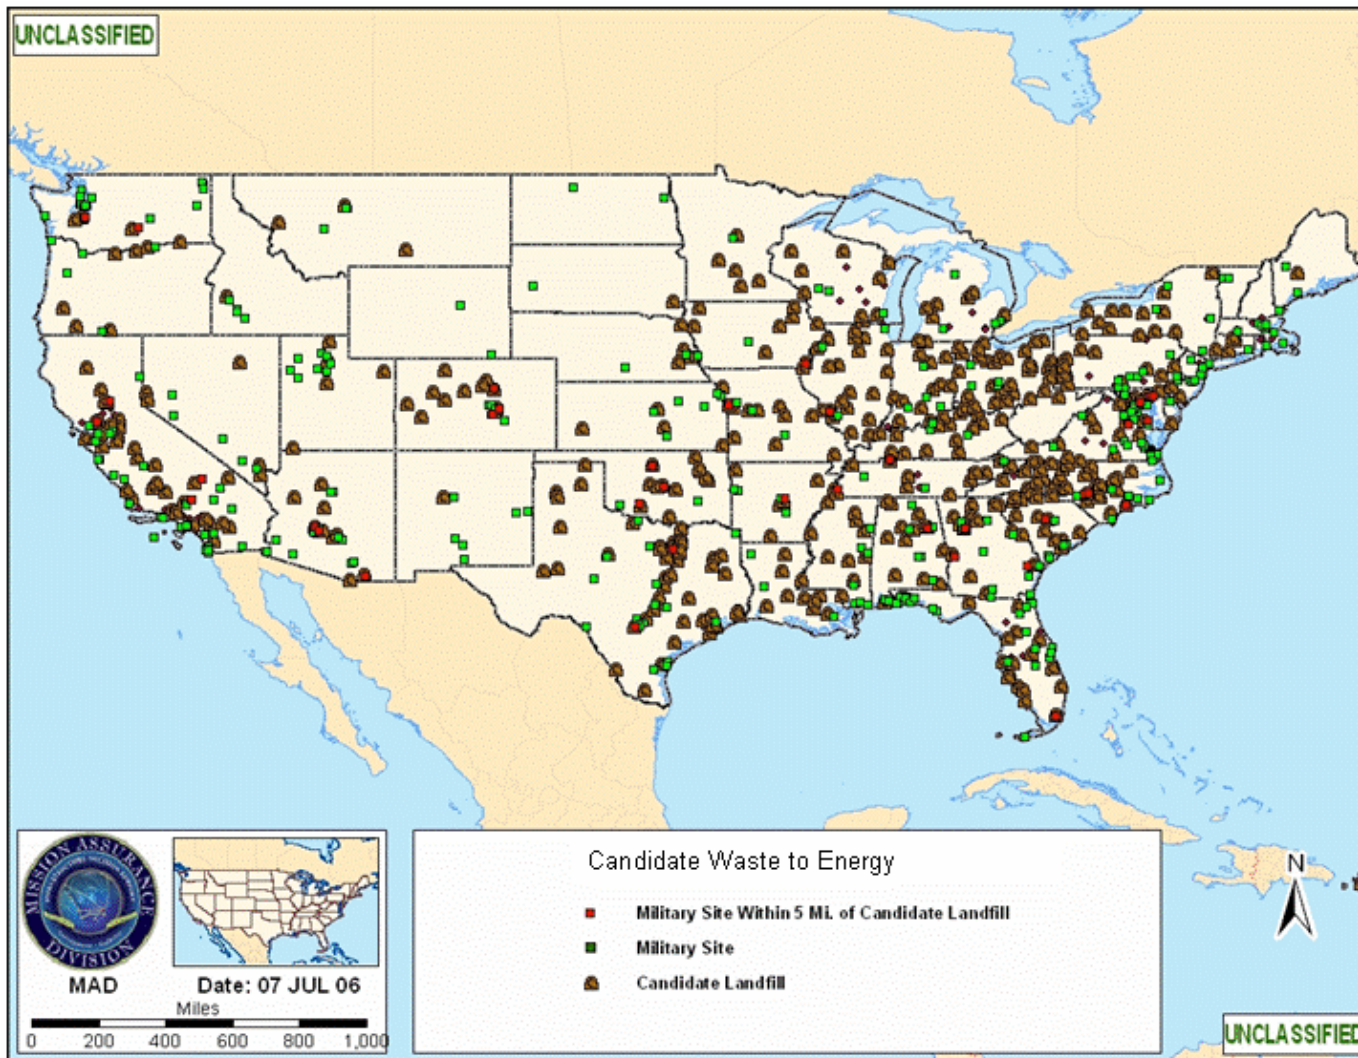 UNCLASSIFIED
Candidate Waste to Energy
Military Site Within 5 Mi. of Candidate Landfill
Military Site
Candidate Landfill
MISSION ASSURANCE
DIVISION
MAD
Date: 07 JUL 06
Miles
0 200 400 600 800 1,000
N
UNCLASSIFIED